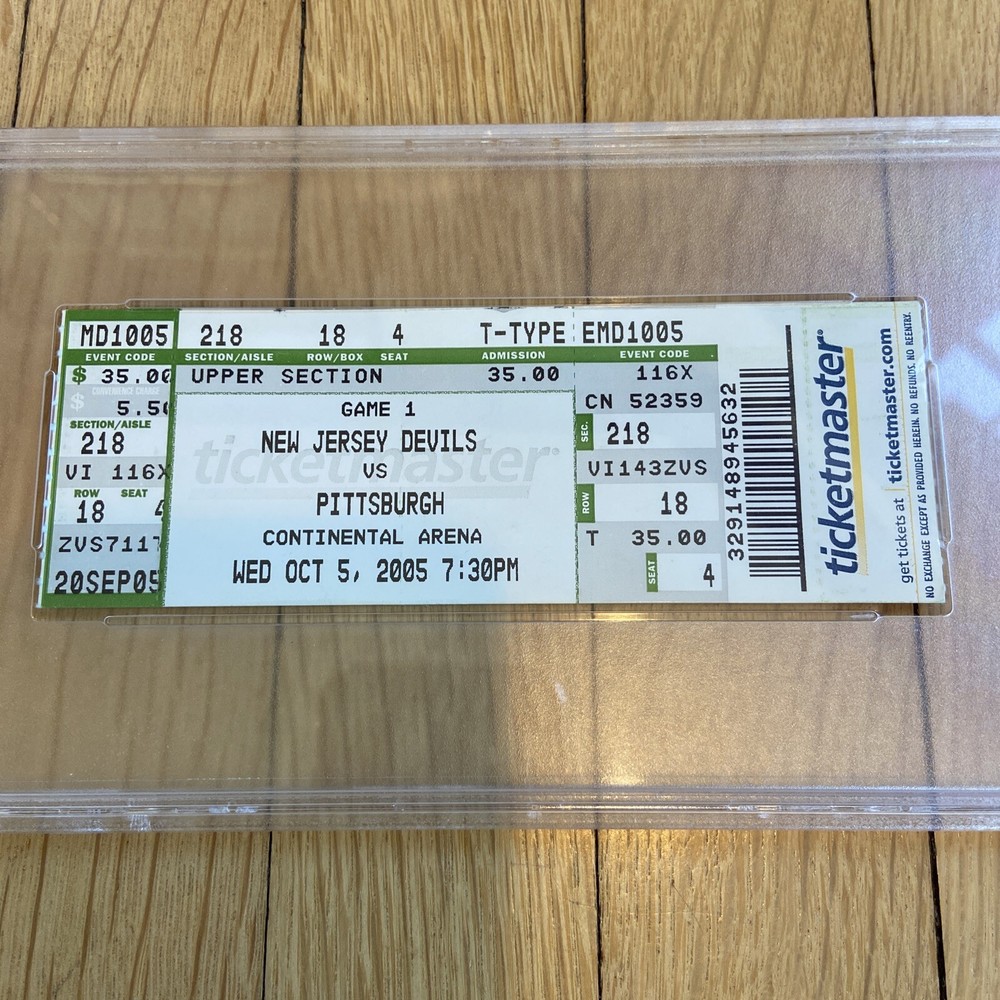 MD1005 218 18 4 T-TYPE EMD1005
EVENT CODE SECTION/AISLE ROW/BOX SEAT ADMISSION EVENT CODE
$ 35.00 UPPER SECTION 35.00 116X
CONVENIENCE CHARGE
$ 5.50
SECTION/AISLE
218
VI 116X
ROW SEAT
18 4
ZVS711
20SEP05
ticketmaster
GAME 1
NEW JERSEY DEVILS
VS
PITTSBURGH
CONTINENTAL ARENA
WED OCT 5, 2005 7:30PM
CN 52359
SEC. 218
VI143ZVS
ROW 18
T 35.00
SEAT 4
329148945632
ticketmaster®
get tickets at ticketmaster.com
NO EXCHANGE EXCEPT AS PROVIDED HEREIN. NO REFUNDS, NO REENTRY.